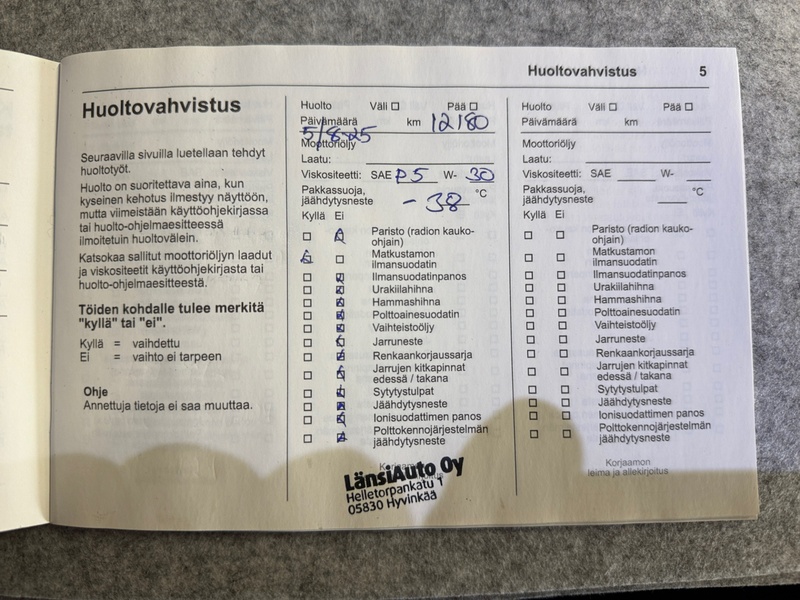 Huoltovahvistus 5
Huoltovahvistus
Seuraavilla sivuilla luetellaan tehdyt
huoltotyöt.
Huolto on suoritettava aina, kun
kyseinen kehotus ilmestyy näyttöön,
mutta viimeistään käyttöohjekirjassa
tai huolto-ohjelmaesitteessä
ilmoitetuin huoltovälein.
Katsokaa sallitut moottoriöljyn laadut
ja viskositeetit käyttöohjekirjasta tai
huolto-ohjelmaesitteestä.
Töiden kohdalle tulee merkitä
"kyllä" tai "ei".
Kyllä = vaihdettu
Ei = vaihto ei tarpeen
Ohje
Annettuja tietoja ei saa muuttaa.
Huolto Väli ☐ Pää ☐
Päivämäärä km 12180
5/8-25
Moottoriöljy
Laatu:
Viskositeetti: SAE P5 W- 30
Pakkassuoja,
jäähdytysneste -38 °C
Kyllä Ei
Paristo (radion kauko-
ohjain)
Matkustamon
ilmansuodatin
Ilmansuodatinpanos
Urakiilahihna
Hammashihna
Polttoainesuodatin
Vaihteistoöljy
Jarruneste
Renkaankorjaussarja
Jarrujen kitkapinnat
edessä / takana
Sytytystulpat
Jäähdytysneste
Ionisuodattimen panos
Polttokennojärjestelmän
jäähdytysneste
LänsiAuto Oy
Helletorpankatu 1
05830 Hyvinkää
Huolto Väli ☐ Pää ☐
Päivämäärä km
Moottoriöljy
Laatu:
Viskositeetti: SAE W-
Pakkassuoja,
jäähdytysneste °C
Kyllä Ei
Paristo (radion kauko-
ohjain)
Matkustamon
ilmansuodatin
Ilmansuodatinpanos
Urakiilahihna
Hammashihna
Polttoainesuodatin
Vaihteistoöljy
Jarruneste
Renkaankorjaussarja
Jarrujen kitkapinnat
edessä / takana
Sytytystulpat
Jäähdytysneste
Ionisuodattimen panos
Polttokennojärjestelmän
jäähdytysneste
Korjaamon
leima ja allekirjoitus